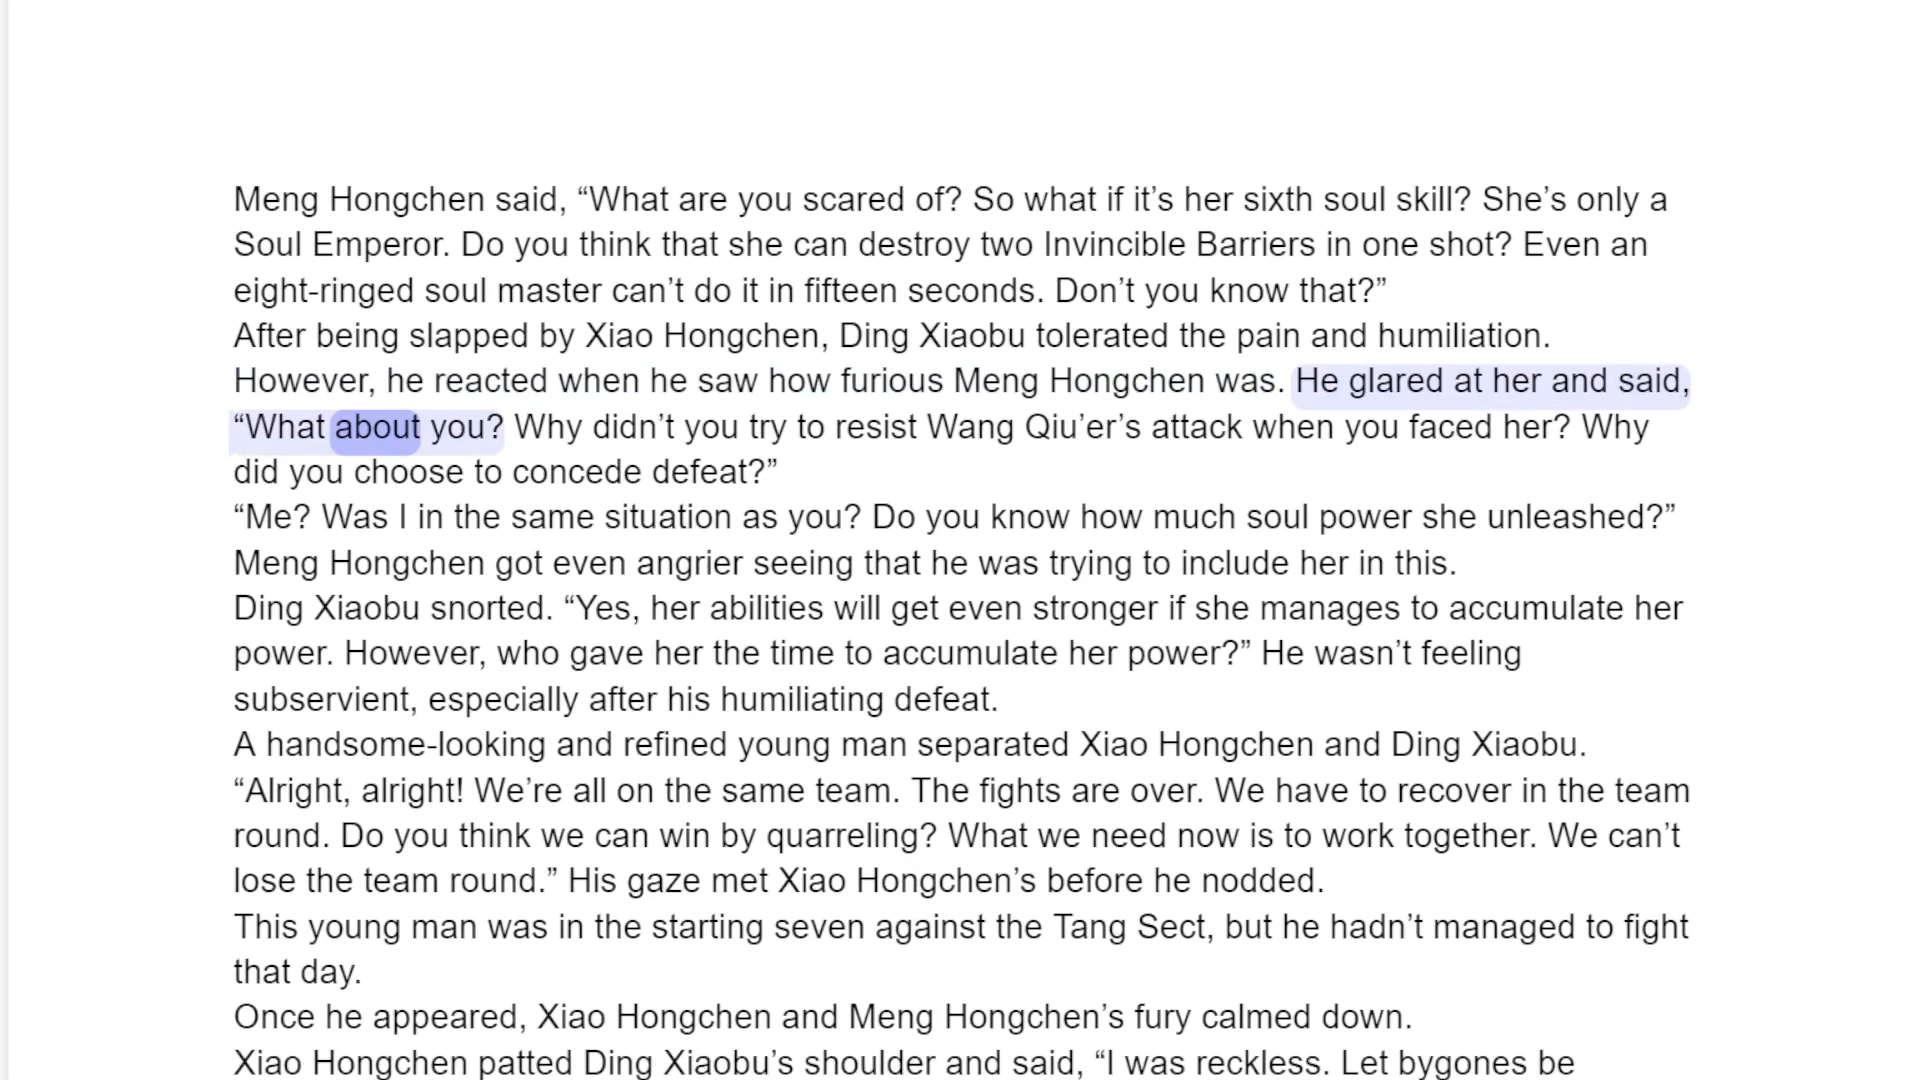 Meng Hongchen said, “What are you scared of? So what if it’s her sixth soul skill? She’s only a
Soul Emperor. Do you think that she can destroy two Invincible Barriers in one shot? Even an
eight-ringed soul master can’t do it in fifteen seconds. Don’t you know that?”
After being slapped by Xiao Hongchen, Ding Xiaobu tolerated the pain and humiliation.
However, he reacted when he saw how furious Meng Hongchen was. He glared at her and said,
“What about you? Why didn’t you try to resist Wang Qiu’er’s attack when you faced her? Why
did you choose to concede defeat?”
“Me? Was I in the same situation as you? Do you know how much soul power she unleashed?”
Meng Hongchen got even angrier seeing that he was trying to include her in this.
Ding Xiaobu snorted. “Yes, her abilities will get even stronger if she manages to accumulate her
power. However, who gave her the time to accumulate her power?” He wasn’t feeling
subservient, especially after his humiliating defeat.
A handsome-looking and refined young man separated Xiao Hongchen and Ding Xiaobu.
“Alright, alright! We’re all on the same team. The fights are over. We have to recover in the team
round. Do you think we can win by quarreling? What we need now is to work together. We can’t
lose the team round.” His gaze met Xiao Hongchen’s before he nodded.
This young man was in the starting seven against the Tang Sect, but he hadn’t managed to fight
that day.
Once he appeared, Xiao Hongchen and Meng Hongchen’s fury calmed down.
Xiao Hongchen patted Ding Xiaobu’s shoulder and said, “I was reckless. Let bygones be